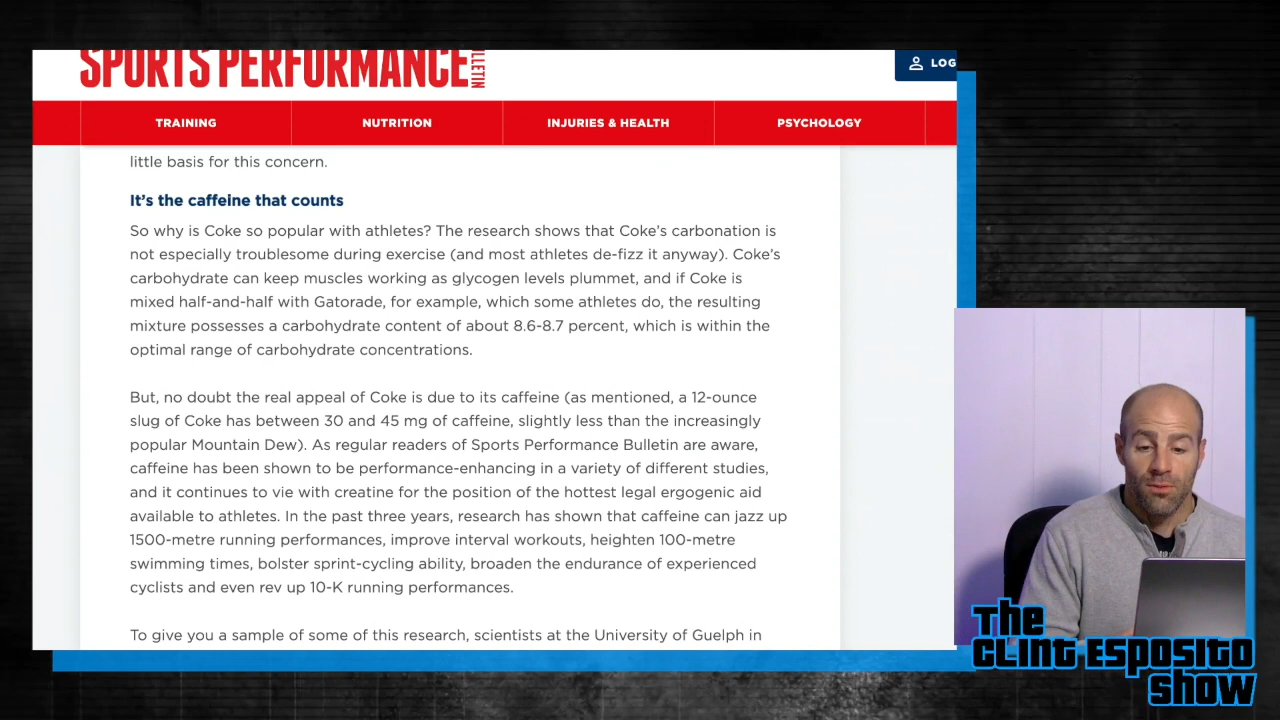 SPORTS PERFORMANCE
LLETIN
LOG
TRAINING
NUTRITION
INJURIES & HEALTH
PSYCHOLOGY
little basis for this concern.
It's the caffeine that counts
So why is Coke so popular with athletes? The research shows that Coke's carbonation is
not especially troublesome during exercise (and most athletes de-fizz it anyway). Coke's
carbohydrate can keep muscles working as glycogen levels plummet, and if Coke is
mixed half-and-half with Gatorade, for example, which some athletes do, the resulting
mixture possesses a carbohydrate content of about 8.6-8.7 percent, which is within the
optimal range of carbohydrate concentrations.
But, no doubt the real appeal of Coke is due to its caffeine (as mentioned, a 12-ounce
slug of Coke has between 30 and 45 mg of caffeine, slightly less than the increasingly
popular Mountain Dew). As regular readers of Sports Performance Bulletin are aware,
caffeine has been shown to be performance-enhancing in a variety of different studies,
and it continues to vie with creatine for the position of the hottest legal ergogenic aid
available to athletes. In the past three years, research has shown that caffeine can jazz up
1500-metre running performances, improve interval workouts, heighten 100-metre
swimming times, bolster sprint-cycling ability, broaden the endurance of experienced
cyclists and even rev up 10-K running performances.
To give you a sample of some of this research, scientists at the University of Guelph in
The
CLINT ESPOSITO
SHOW